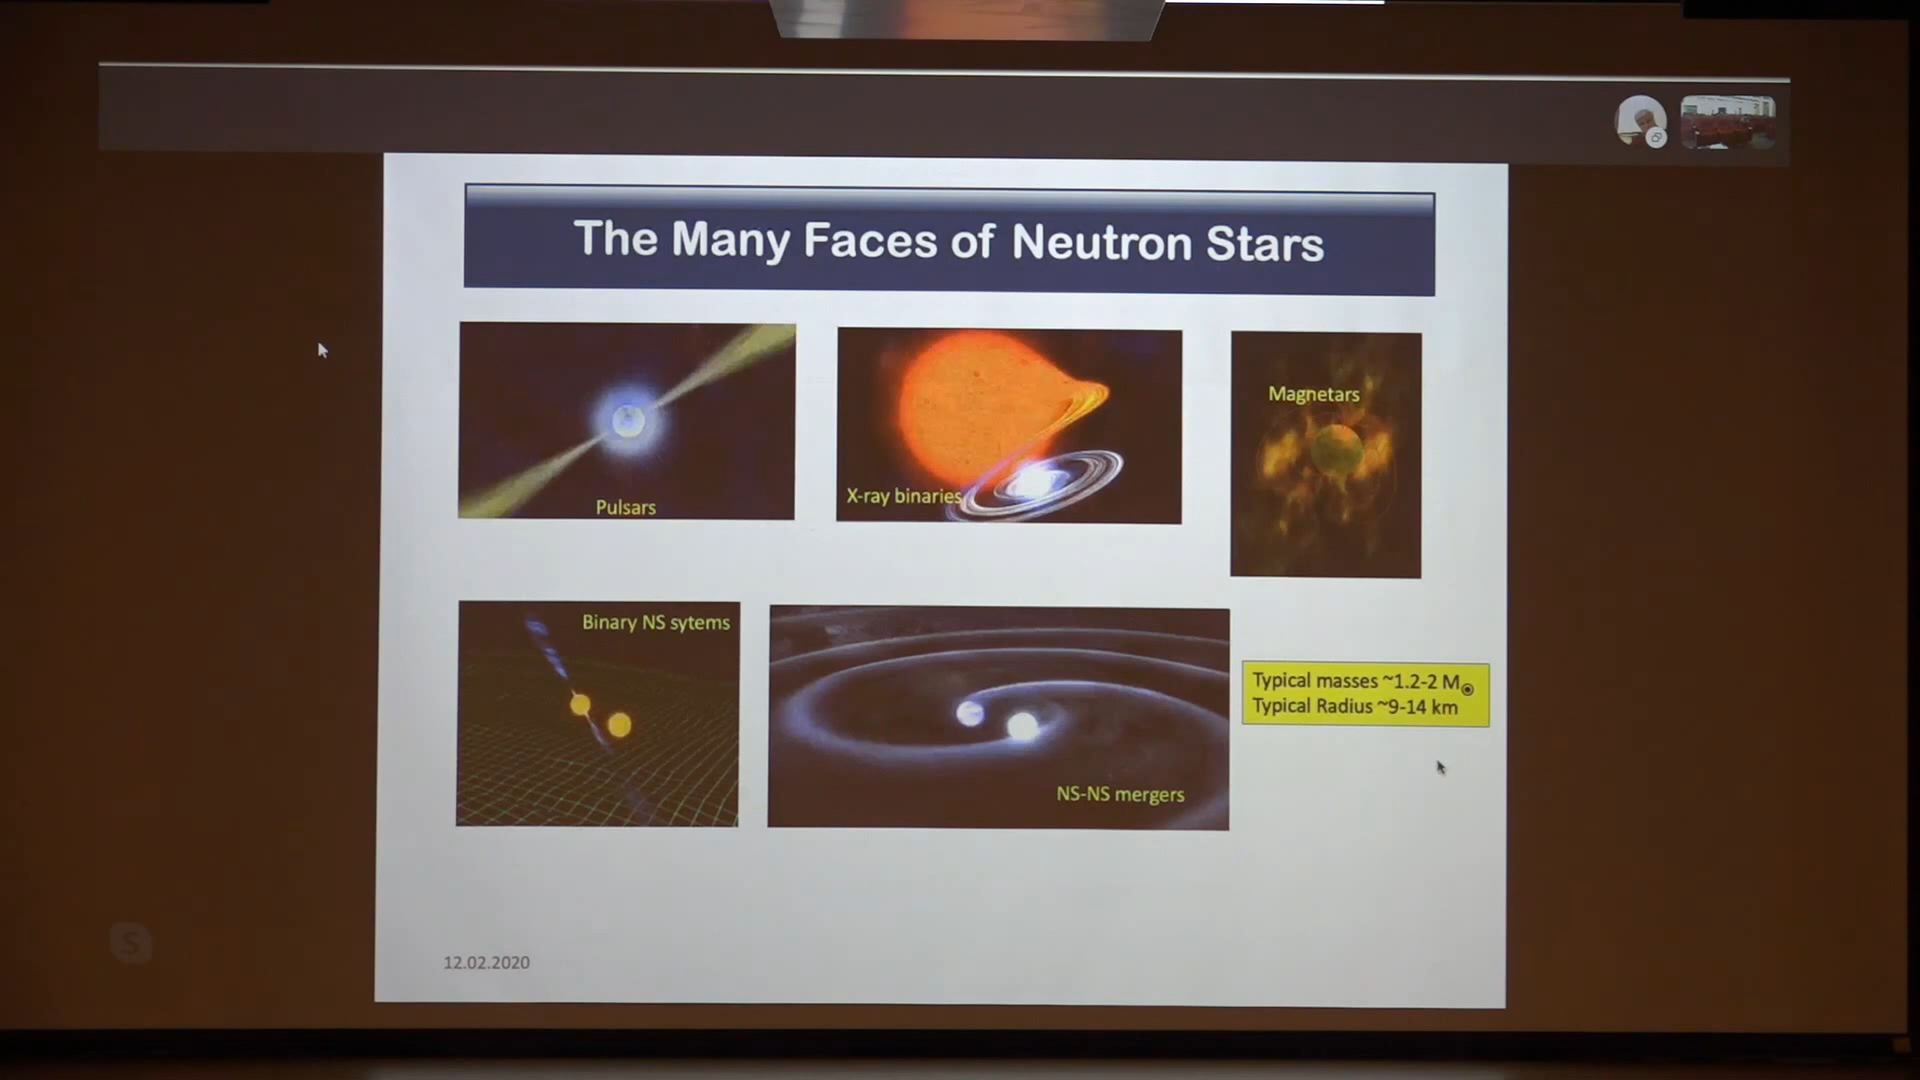 The Many Faces of Neutron Stars
Pulsars
X-ray binaries
Magnetars
Binary NS sytems
NS-NS mergers
Typical masses ~1.2-2 M⊙
Typical Radius ~9-14 km
12.02.2020
S